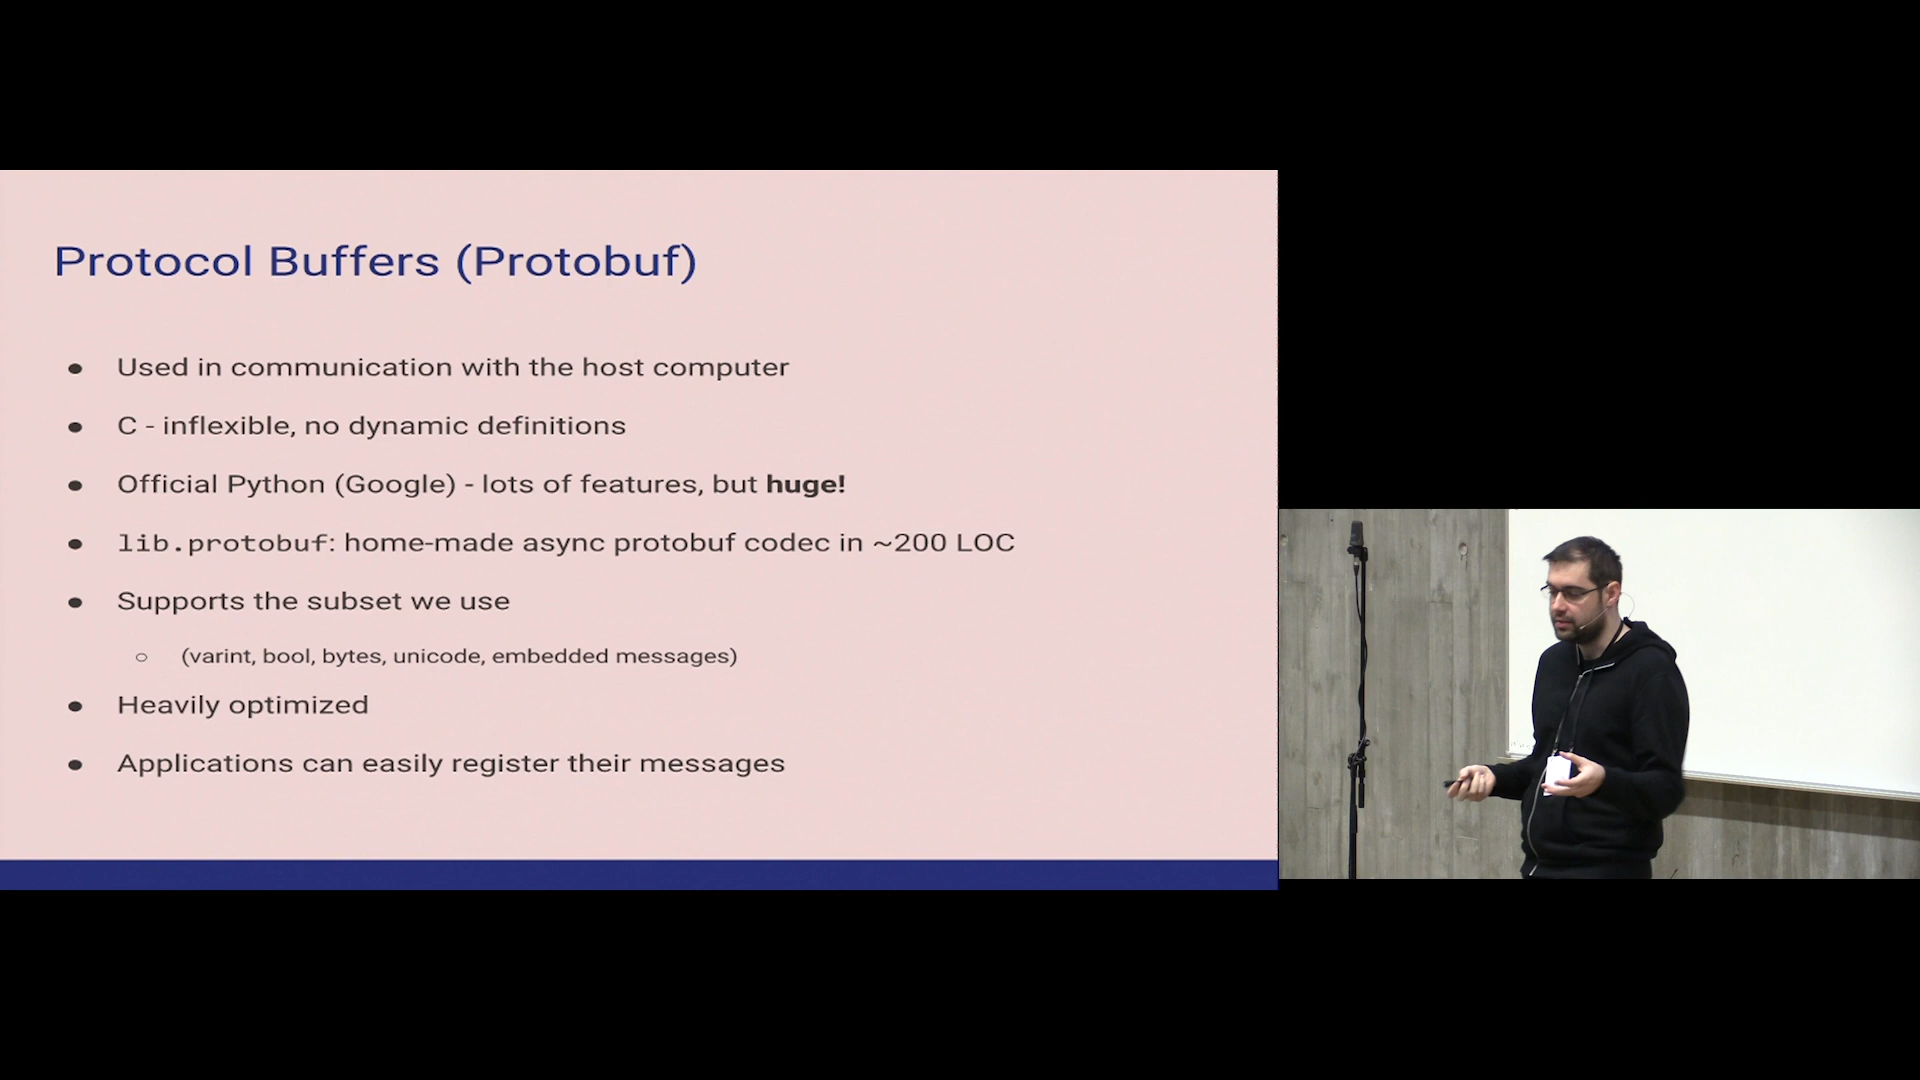 Protocol Buffers (Protobuf)
● Used in communication with the host computer
● C - inflexible, no dynamic definitions
● Official Python (Google) - lots of features, but huge!
● lib.protobuf: home-made async protobuf codec in ~200 LOC
● Supports the subset we use
○ (varint, bool, bytes, unicode, embedded messages)
● Heavily optimized
● Applications can easily register their messages